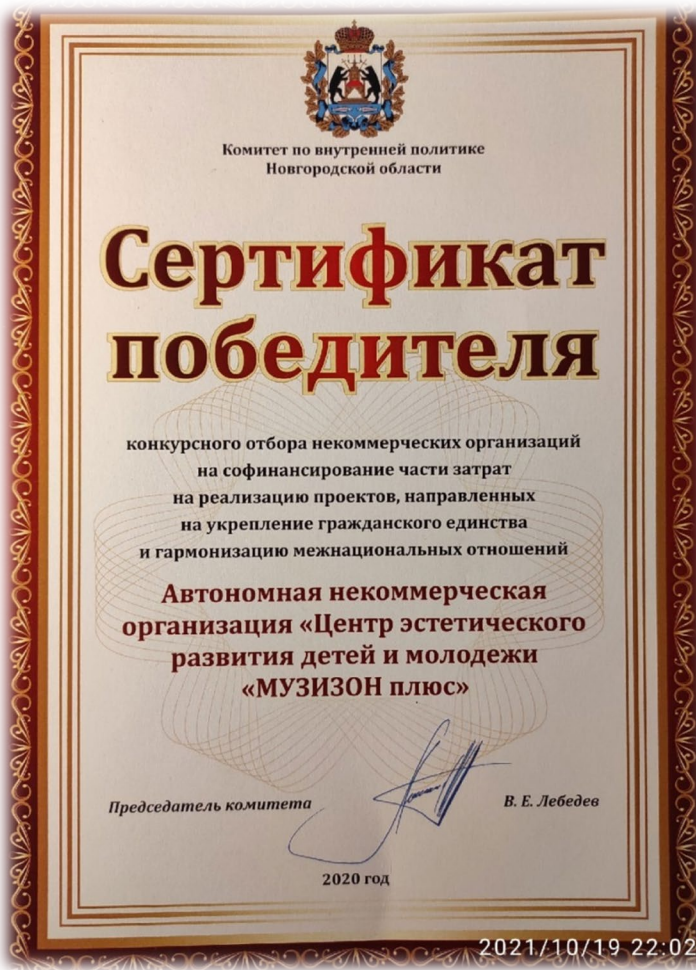 Комитет по внутренней политике
Новгородской области
Сертификат
победителя
конкурсного отбора некоммерческих организаций
на софинансирование части затрат
на реализацию проектов, направленных
на укрепление гражданского единства
и гармонизацию межнациональных отношений
Автономная некоммерческая
организация «Центр эстетического
развития детей и молодежи
«МУЗИЗОН плюс»
Председатель комитета
В. Е. Лебедев
2020 год
2021/10/19 22:02